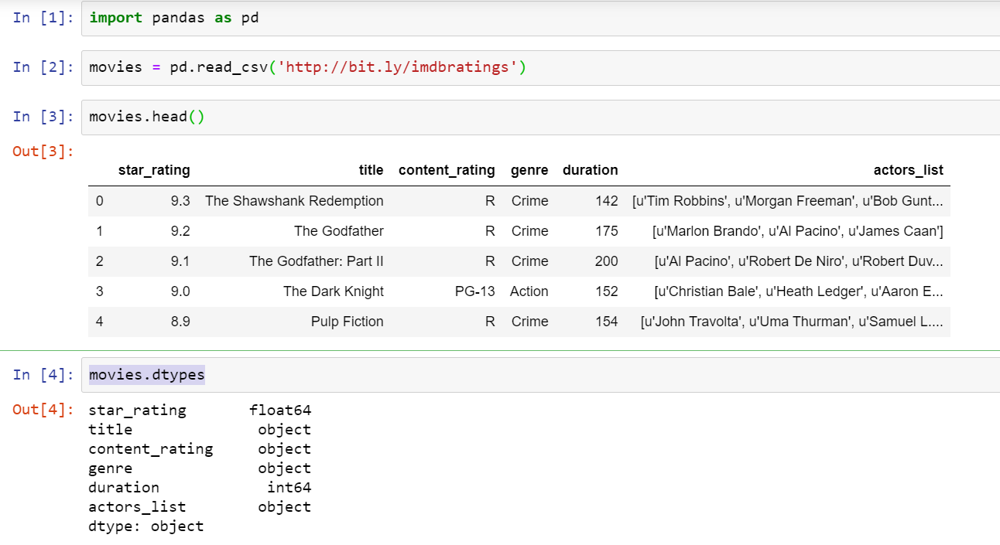 In [1]: import pandas as pd
In [2]: movies = pd.read_csv('http://bit.ly/imdbratings')
In [3]: movies.head()
Out[3]:
star_rating title content_rating genre duration actors_list
0 9.3 The Shawshank Redemption R Crime 142 [u'Tim Robbins', u'Morgan Freeman', u'Bob Gunt...
1 9.2 The Godfather R Crime 175 [u'Marlon Brando', u'Al Pacino', u'James Caan']
2 9.1 The Godfather: Part II R Crime 200 [u'Al Pacino', u'Robert De Niro', u'Robert Duv...
3 9.0 The Dark Knight PG-13 Action 152 [u'Christian Bale', u'Heath Ledger', u'Aaron E...
4 8.9 Pulp Fiction R Crime 154 [u'John Travolta', u'Uma Thurman', u'Samuel L....
In [4]: movies.dtypes
Out[4]: star_rating float64
title object
content_rating object
genre object
duration int64
actors_list object
dtype: object